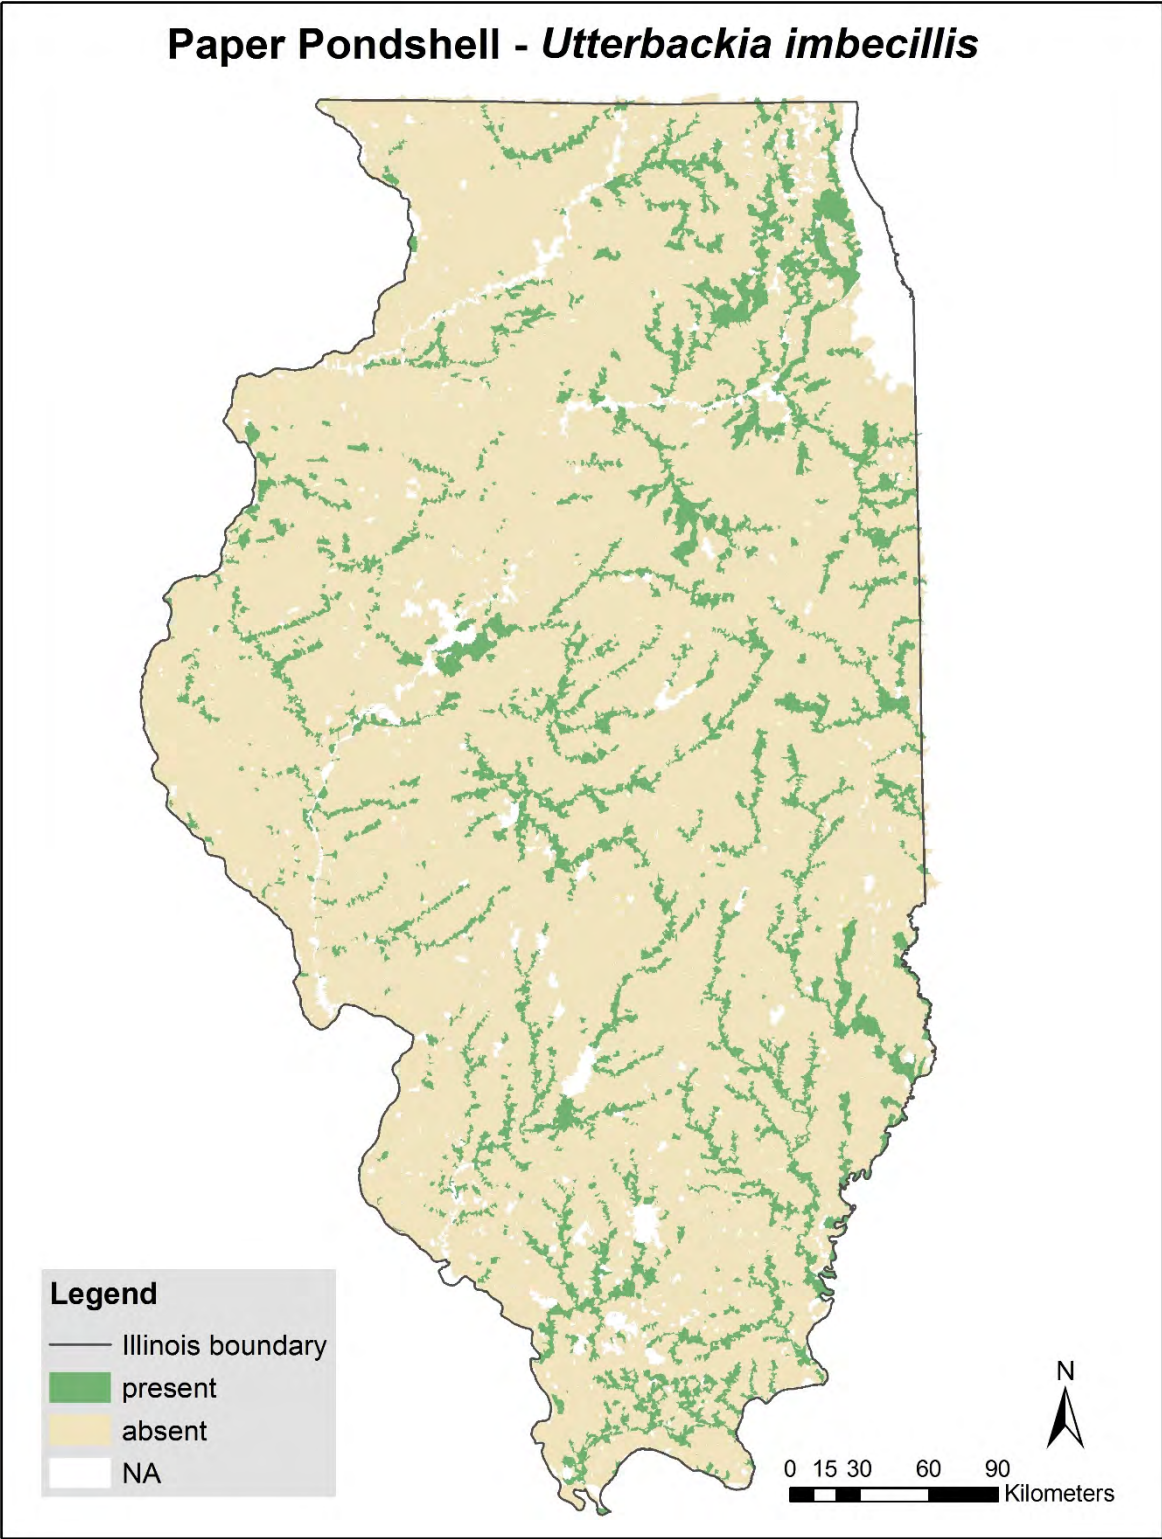 Paper Pondshell - Utterbackia imbecillis
Legend
Illinois boundary
present
absent
NA
N
0 15 30 60 90
Kilometers